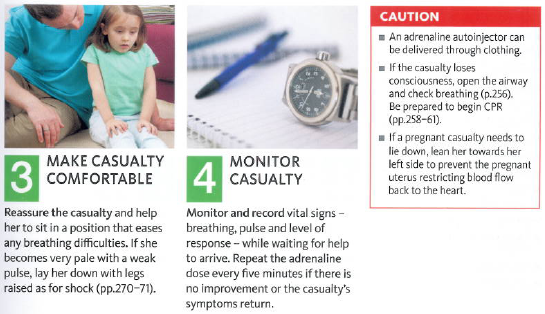 3 MAKE CASUALTY
COMFORTABLE
Reassure the casualty and help
her to sit in a position that eases
any breathing difficulties. If she
becomes very pale with a weak
pulse, lay her down with legs
raised as for shock (pp.270–71).
4 MONITOR
CASUALTY
Monitor and record vital signs –
breathing, pulse and level of
response – while waiting for help
to arrive. Repeat the adrenaline
dose every five minutes if there is
no improvement or the casualty's
symptoms return.
CAUTION
■ An adrenaline autoinjector can
be delivered through clothing.
■ If the casualty loses
consciousness, open the airway
and check breathing (p.256).
Be prepared to begin CPR
(pp.258–61).
■ If a pregnant casualty needs to
lie down, lean her towards her
left side to prevent the pregnant
uterus restricting blood flow
back to the heart.